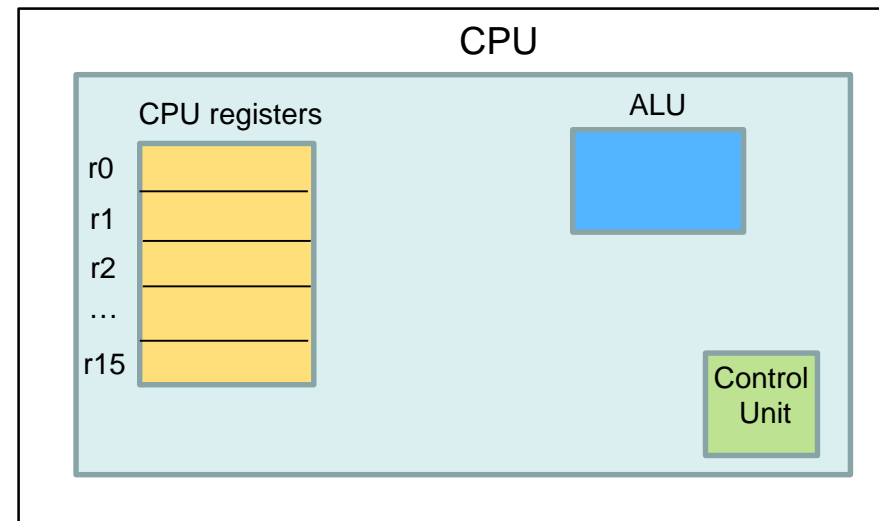 CPU
CPU registers
ALU
r0
r1
r2
…
r15
Control
Unit